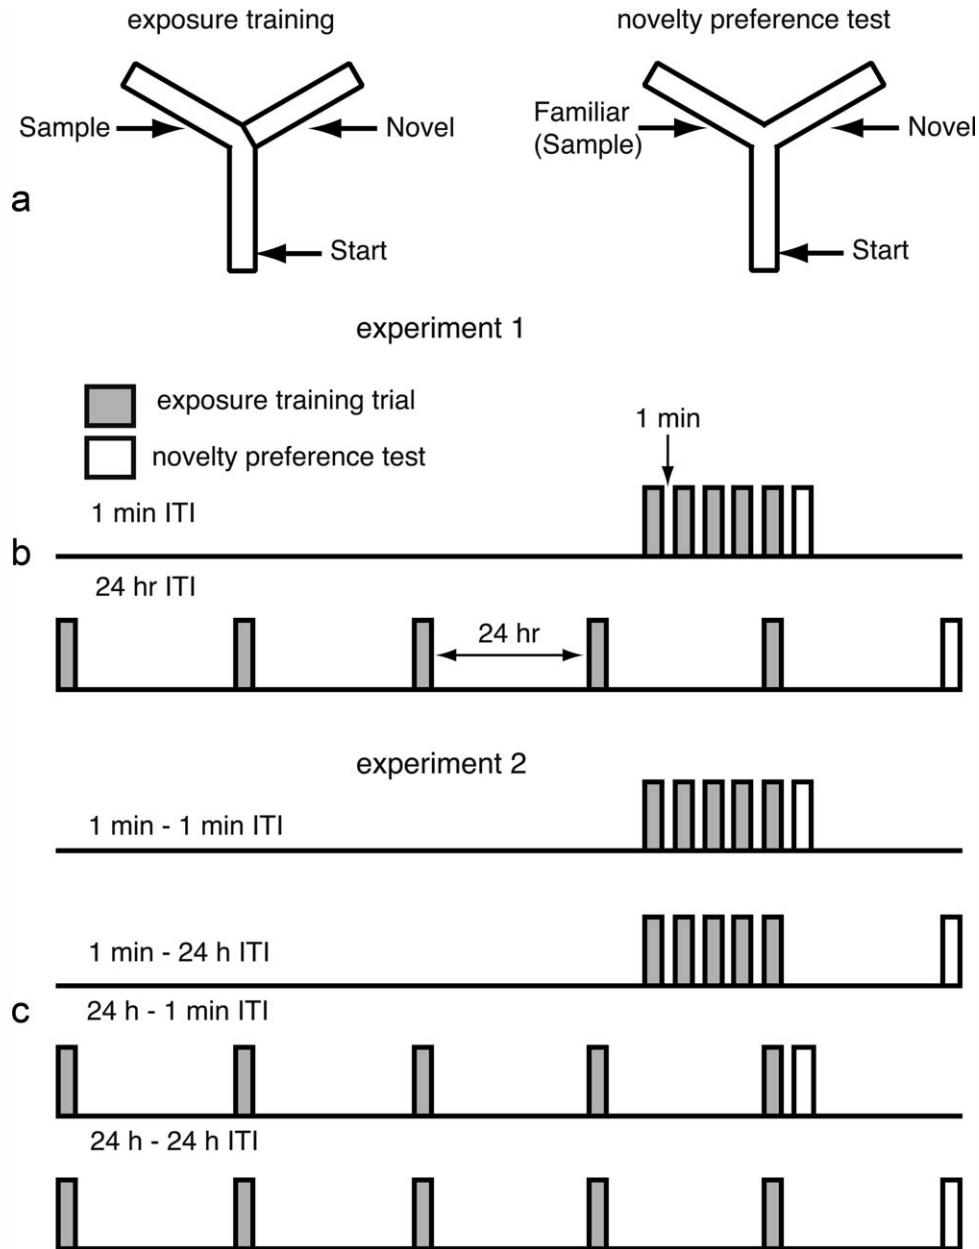 exposure training
novelty preference test
Sample
Novel
Familiar
(Sample)
Novel
a
Start
Start
experiment 1
exposure training trial
1 min
novelty preference test
1 min ITI
b
24 hr ITI
24 hr
experiment 2
1 min - 1 min ITI
1 min - 24 h ITI
c
24 h - 1 min ITI
24 h - 24 h ITI